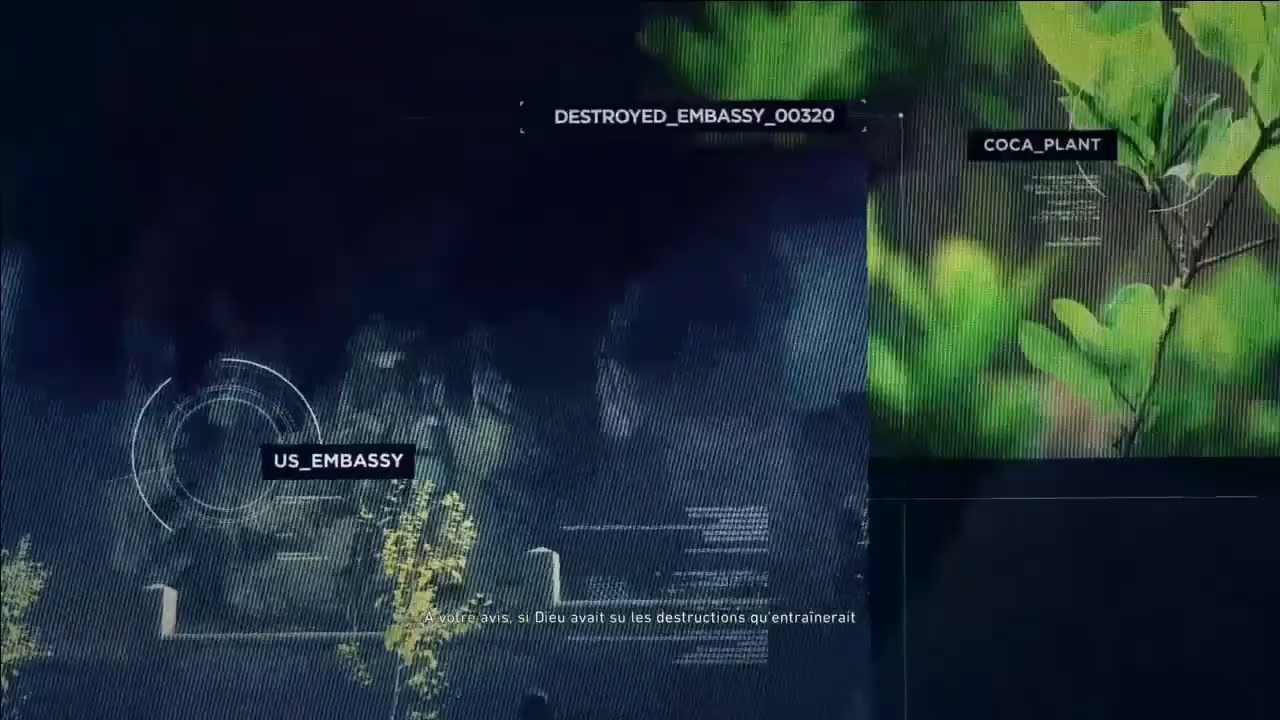 DESTROYED_EMBASSY_00320
COCA_PLANT
US_EMBASSY
A votre avis, si Dieu avait su les destructions qu'entraînerait